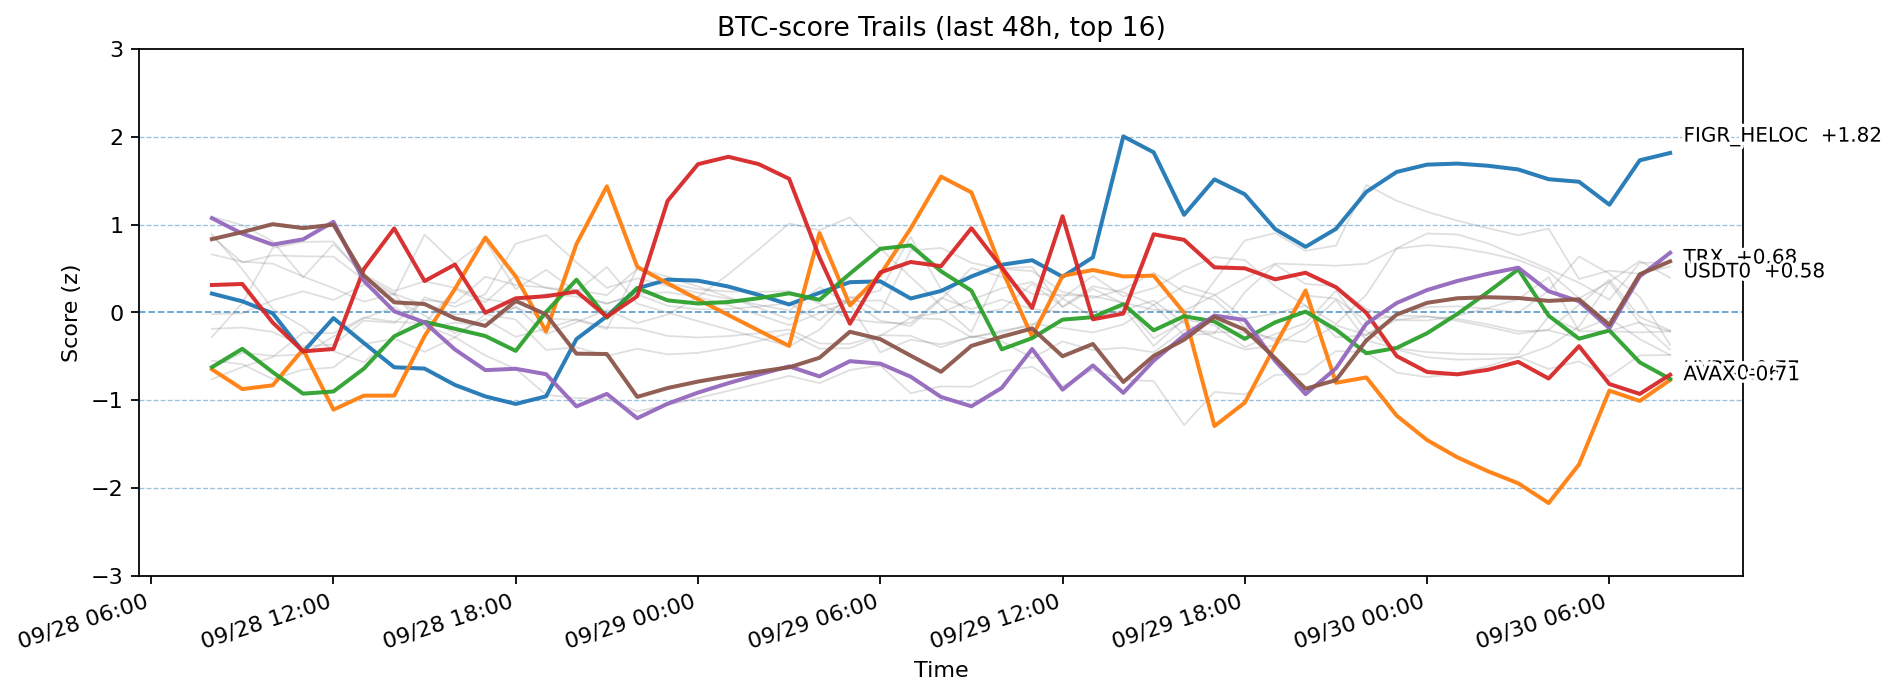 BTC-score Trails (last 48h, top 16)
Score (z)
3
2
1
0
−1
−2
−3
FIGR_HELOC +1.82
TRX +0.68
USDT0 +0.58
AVAX -0.71
09/28 06:00
09/28 12:00
09/28 18:00
09/29 00:00
09/29 06:00
09/29 12:00
09/29 18:00
09/30 00:00
09/30 06:00
Time